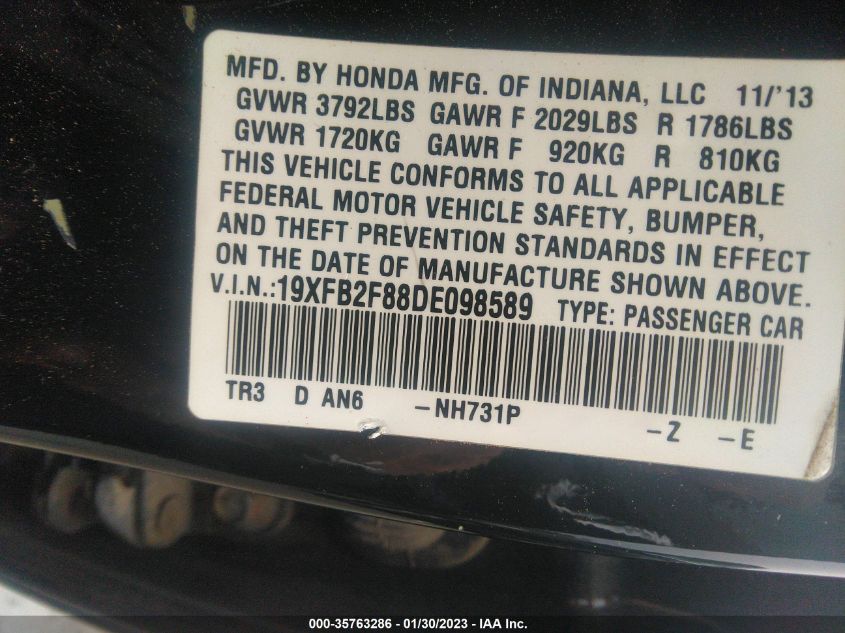 MFD. BY HONDA MFG. OF INDIANA, LLC 11/'13
GVWR 3792LBS GAWR F 2029LBS R 1786LBS
GVWR 1720KG GAWR F 920KG R 810KG
THIS VEHICLE CONFORMS TO ALL APPLICABLE
FEDERAL MOTOR VEHICLE SAFETY, BUMPER,
AND THEFT PREVENTION STANDARDS IN EFFECT
ON THE DATE OF MANUFACTURE SHOWN ABOVE.
V.I.N.:19XFB2F88DE098589 TYPE: PASSENGER CAR
TR3 D AN6 -NH731P -Z -E
000-35763286 - 01/30/2023 - IAA Inc.